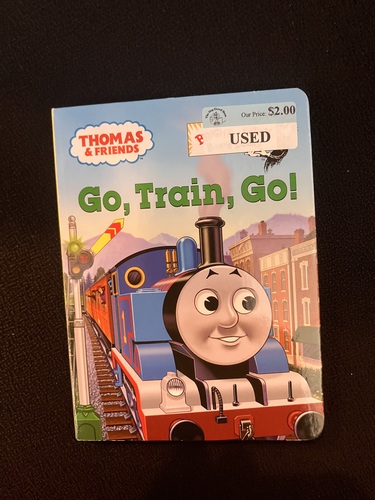 Our Price: $2.00
USED
THOMAS
& FRIENDS
Go, Train, Go!